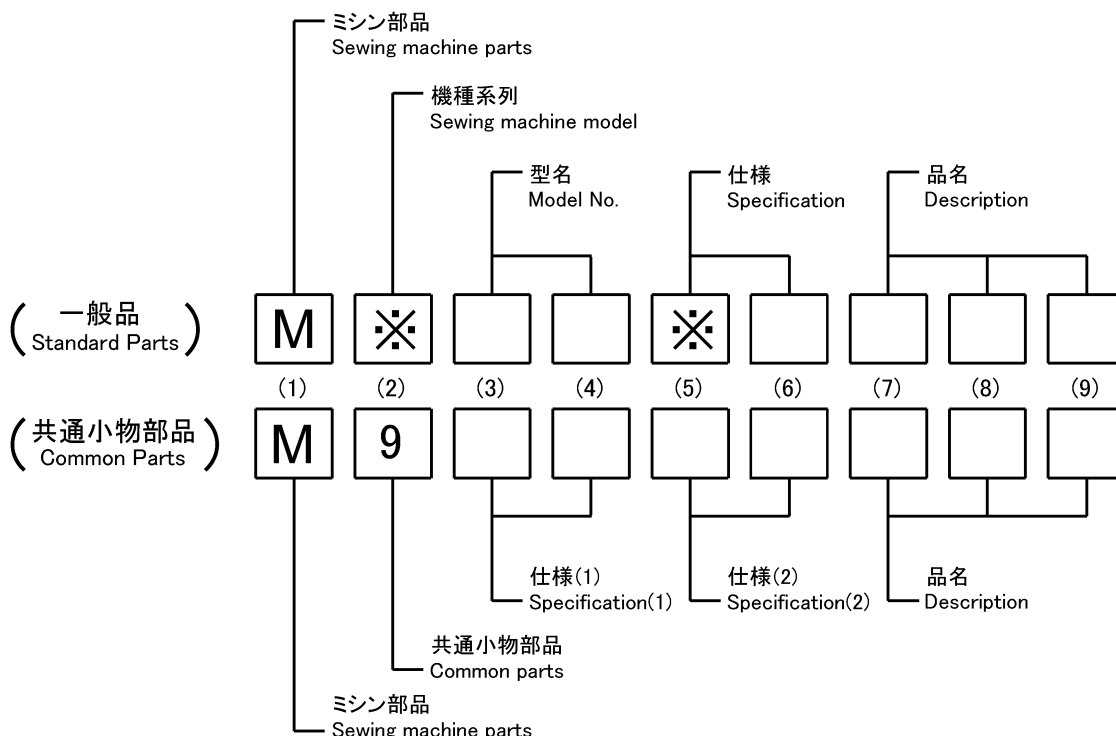 ミシン部品
Sewing machine parts
機種系列
Sewing machine model
型名
Model No.
仕様
Specification
品名
Description
(一般品
Standard Parts)
M ※ ※
(1) (2) (3) (4) (5) (6) (7) (8) (9)
(共通小物部品
Common Parts)
M 9
仕様(1)
Specification(1)
仕様(2)
Specification(2)
品名
Description
共通小物部品
Common parts
ミシン部品
Sewing machine parts